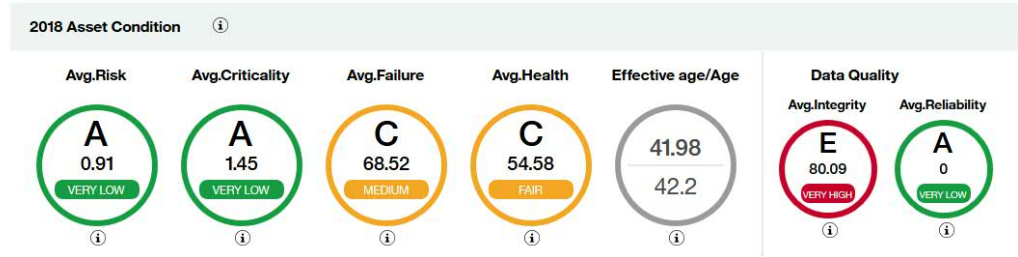 2018 Asset Condition
Avg.Risk Avg.Criticality Avg.Failure Avg.Health Effective age/Age Data Quality
Avg.Integrity Avg.Reliability
A A C C 41.98 E A
0.91 1.45 68.52 54.58 80.09 0
VERY LOW VERY LOW MEDIUM FAIR 42.2 VERY HIGH VERY LOW